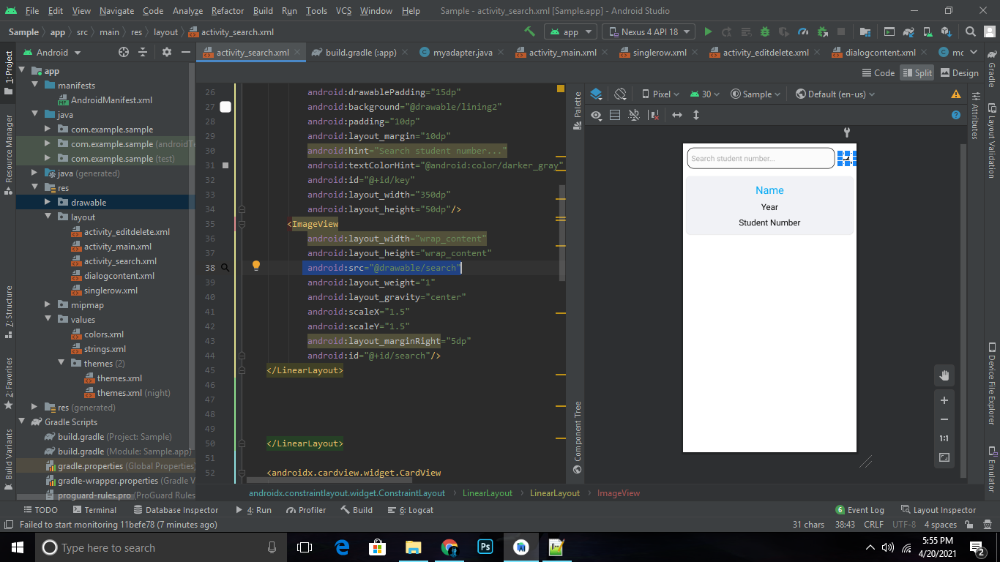 File Edit View Navigate Code Analyze Refactor Build Run Tools VCS Window Help Sample - activity_search.xml [Sample.app] - Android Studio
Sample app src main res layout activity_search.xml app Nexus 4 API 18
1: Project
Resource Manager
7: Structure
2: Favorites
Build Variants
Android
app
manifests
AndroidManifest.xml
java
com.example.sample
com.example.sample (androidTe
com.example.sample (test)
java (generated)
res
drawable
layout
activity_editdelete.xml
activity_main.xml
activity_search.xml
dialogcontent.xml
singlerow.xml
mipmap
values
colors.xml
strings.xml
themes (2)
themes.xml
themes.xml (night)
res (generated)
Gradle Scripts
build.gradle (Project: Sample)
build.gradle (Module: Sample.app)
gradle.properties (Global Properties)
gradle-wrapper.properties (Gradle V
proguard-rules.pro (ProGuard Rules
activity_search.xml build.gradle (:app) myadapter.java activity_main.xml singlerow.xml activity_editdelete.xml dialogcontent.xml
Code Split Design
26 android:drawablePadding="15dp"
27 android:background="@drawable/lining2"
28 android:padding="10dp"
29 android:layout_margin="10dp"
30 android:hint="Search student number..."
31 android:textColorHint="@android:color/darker_gray"
32 android:id="@+id/key"
33 android:layout_width="350dp"
34 android:layout_height="50dp"/>
35 <ImageView
36 android:layout_width="wrap_content"
37 android:layout_height="wrap_content"
38 android:src="@drawable/search"
39 android:layout_weight="1"
40 android:layout_gravity="center"
41 android:scaleX="1.5"
42 android:scaleY="1.5"
43 android:layout_marginRight="5dp"
44 android:id="@+id/search"/>
45 </LinearLayout>
46
47
48
49
50 </LinearLayout>
51
52 <androidx.cardview.widget.CardView
androidx.constraintlayout.widget.ConstraintLayout LinearLayout LinearLayout ImageView
Palette
Component Tree
Pixel 30 Sample Default (en-us)
Search student number...
Name
Year
Student Number
1:1
Attributes
Gradle
Layout Validation
Device File Explorer
Emulator
TODO Terminal Database Inspector 4: Run Profiler Build 6: Logcat 6 Event Log Layout Inspector
Failed to start monitoring 11befe78 (7 minutes ago) 31 chars 38:43 CRLF UTF-8 4 spaces
Type here to search
Ps
5:55 PM
4/20/2021
2